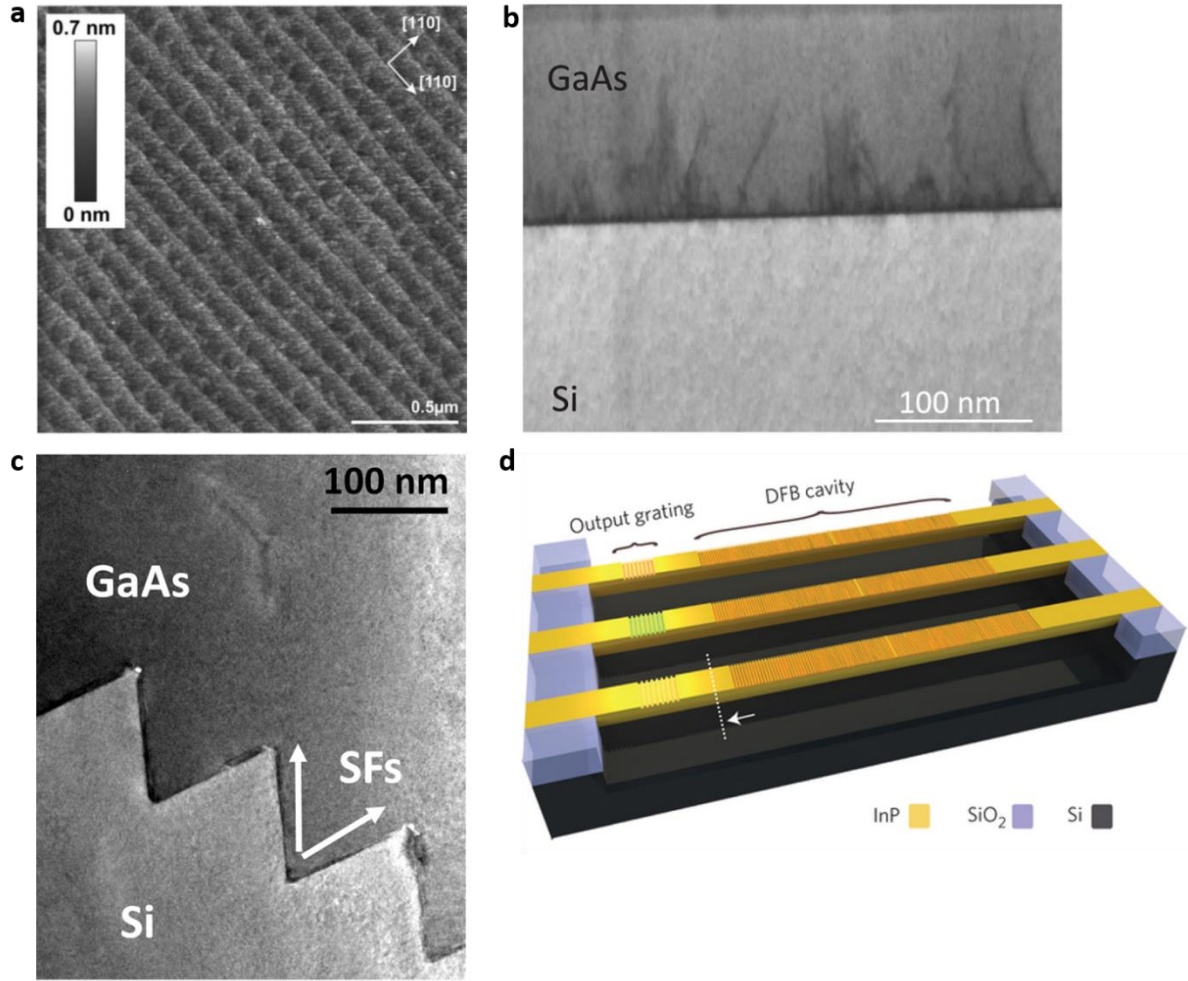 a
0.7 nm
0 nm
[110]
[110]
0.5μm
b
GaAs
Si
100 nm
c
100 nm
GaAs
SFs
Si
d
Output grating
DFB cavity
InP
SiO₂
Si